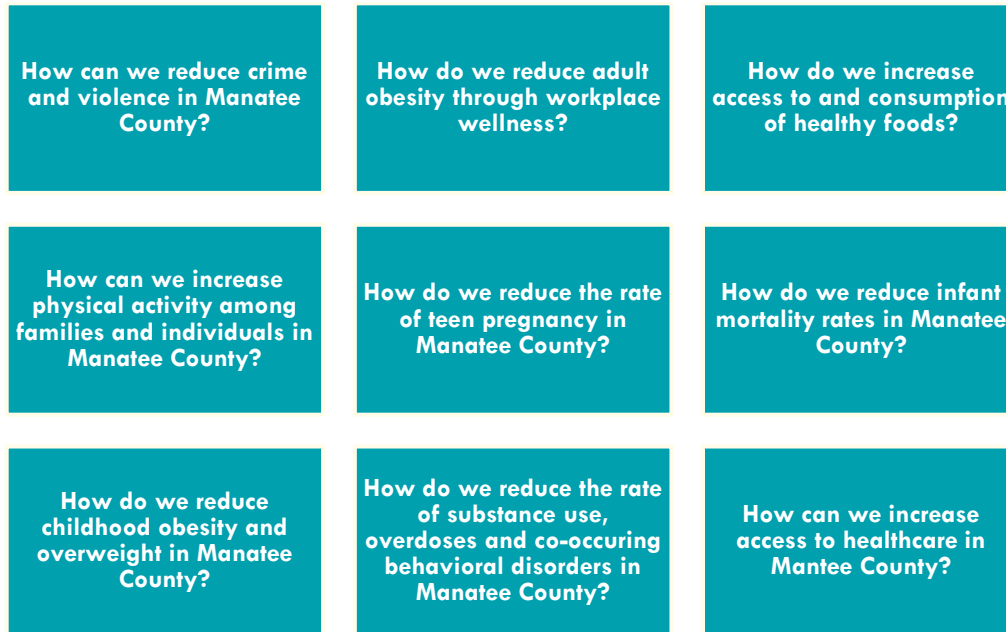 How can we reduce crime
and violence in Manatee
County?
How do we reduce adult
obesity through workplace
wellness?
How do we increase
access to and consumption
of healthy foods?
How can we increase
physical activity among
families and individuals in
Manatee County?
How do we reduce the rate
of teen pregnancy in
Manatee County?
How do we reduce infant
mortality rates in Manatee
County?
How do we reduce
childhood obesity and
overweight in Manatee
County?
How do we reduce the rate
of substance use,
overdoses and co-occuring
behavioral disorders in
Manatee County?
How can we increase
access to healthcare in
Mantee County?